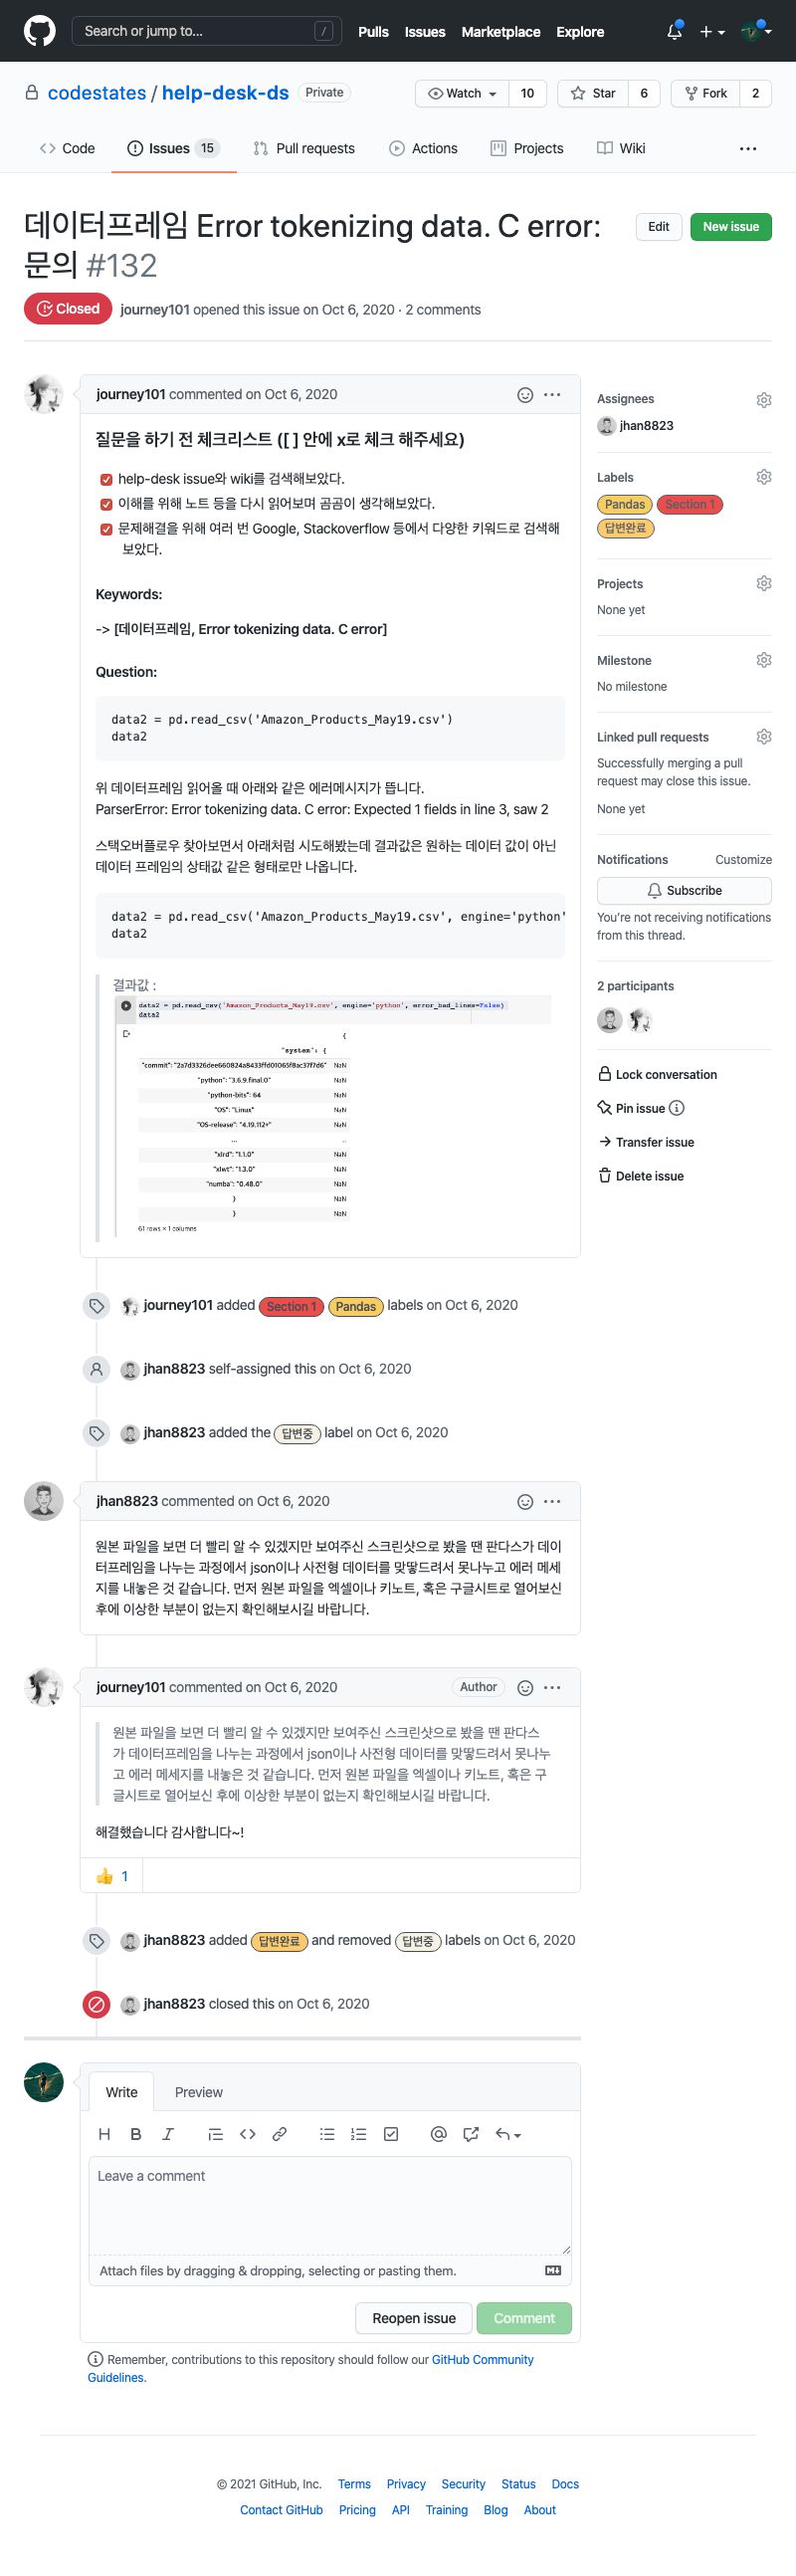 Search or jump to...
/
Pulls
Issues
Marketplace
Explore
codestates / help-desk-ds
Private
Watch
10
Star
6
Fork
2
Code
Issues 15
Pull requests
Actions
Projects
Wiki
데이터프레임 Error tokenizing data. C error:
문의 #132
Edit
New issue
Closed
journey101 opened this issue on Oct 6, 2020 · 2 comments
journey101 commented on Oct 6, 2020
질문을 하기 전 체크리스트 ([ ] 안에 x로 체크 해주세요)
help-desk issue와 wiki를 검색해보았다.
이해를 위해 노트 등을 다시 읽어보며 곰곰이 생각해보았다.
문제해결을 위해 여러 번 Google, Stackoverflow 등에서 다양한 키워드로 검색해
보았다.
Keywords:
-> [데이터프레임, Error tokenizing data. C error]
Question:
data2 = pd.read_csv('Amazon_Products_May19.csv')
data2
위 데이터프레임 읽어올 때 아래와 같은 에러메시지가 뜹니다.
ParserError: Error tokenizing data. C error: Expected 1 fields in line 3, saw 2
스택오버플로우 찾아보면서 아래처럼 시도해봤는데 결과값은 원하는 데이터 값이 아닌
데이터 프레임의 상태값 같은 형태로만 나옵니다.
data2 = pd.read_csv('Amazon_Products_May19.csv', engine='python'
data2
결과값 :
data2 = pd.read_csv('Amazon_Products_May19.csv', engine='python', error_bad_lines=False)
data2
{
"system": {
"commit": "2a7d3326dee660824a8433ffd01065f8ac37f7d6" NaN
"python": "3.6.9.final.0" NaN
"python-bits": 64 NaN
"OS": "Linux" NaN
"OS-release": "4.19.112+" NaN
... ..
"xlrd": "1.1.0" NaN
"xlwt": "1.3.0" NaN
"numba": "0.48.0" NaN
} NaN
} NaN
61 rows × 1 columns
Assignees
jhan8823
Labels
Pandas
Section 1
답변완료
Projects
None yet
Milestone
No milestone
Linked pull requests
Successfully merging a pull
request may close this issue.
None yet
Notifications
Customize
Subscribe
You're not receiving notifications
from this thread.
2 participants
Lock conversation
Pin issue
Transfer issue
Delete issue
journey101 added Section 1 Pandas labels on Oct 6, 2020
jhan8823 self-assigned this on Oct 6, 2020
jhan8823 added the 답변중 label on Oct 6, 2020
jhan8823 commented on Oct 6, 2020
원본 파일을 보면 더 빨리 알 수 있겠지만 보여주신 스크린샷으로 봤을 땐 판다스가 데이
터프레임을 나누는 과정에서 json이나 사전형 데이터를 맞땋드려서 못나누고 에러 메세
지를 내놓은 것 같습니다. 먼저 원본 파일을 엑셀이나 키노트, 혹은 구글시트로 열어보신
후에 이상한 부분이 없는지 확인해보시길 바랍니다.
journey101 commented on Oct 6, 2020
Author
원본 파일을 보면 더 빨리 알 수 있겠지만 보여주신 스크린샷으로 봤을 땐 판다스
가 데이터프레임을 나누는 과정에서 json이나 사전형 데이터를 맞땋드려서 못나누
고 에러 메세지를 내놓은 것 같습니다. 먼저 원본 파일을 엑셀이나 키노트, 혹은 구
글시트로 열어보신 후에 이상한 부분이 없는지 확인해보시길 바랍니다.
해결했습니다 감사합니다~!
1
jhan8823 added 답변완료 and removed 답변중 labels on Oct 6, 2020
jhan8823 closed this on Oct 6, 2020
Write
Preview
Leave a comment
Attach files by dragging & dropping, selecting or pasting them.
Reopen issue
Comment
Remember, contributions to this repository should follow our GitHub Community
Guidelines.
© 2021 GitHub, Inc.
Terms
Privacy
Security
Status
Docs
Contact GitHub
Pricing
API
Training
Blog
About